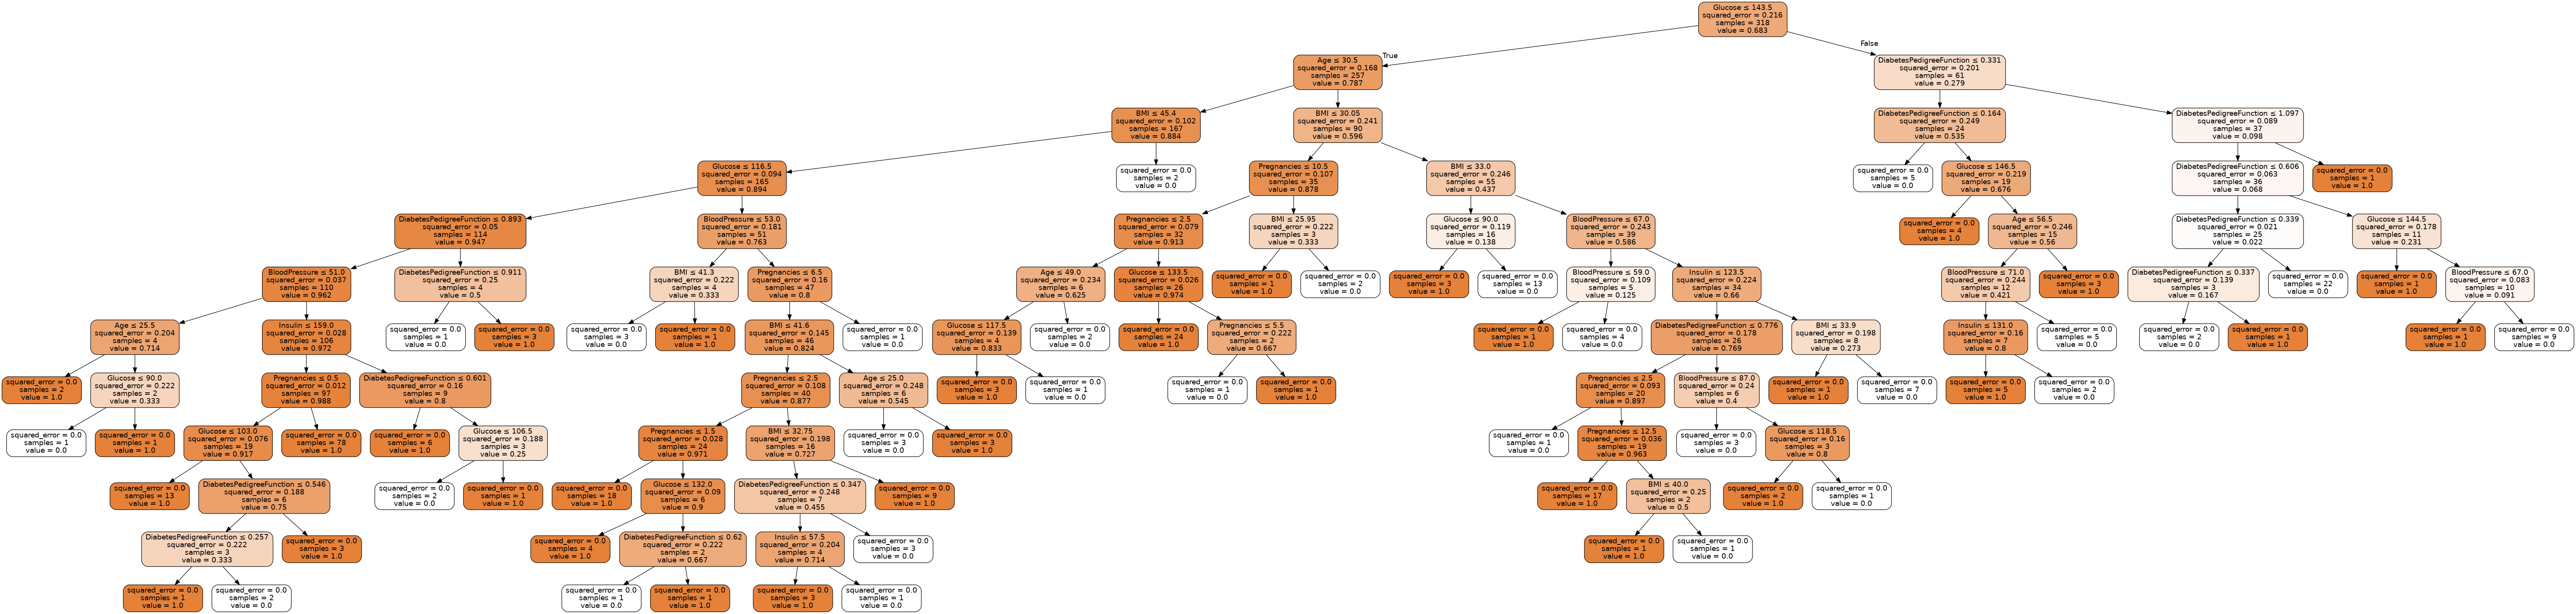 Glucose ≤ 143.5
squared_error = 0.216
samples = 318
value = 0.683
True
False
Age ≤ 30.5
squared_error = 0.168
samples = 257
value = 0.787
DiabetesPedigreeFunction ≤ 0.331
squared_error = 0.201
samples = 61
value = 0.279
BMI ≤ 45.4
squared_error = 0.102
samples = 167
value = 0.884
BMI ≤ 30.05
squared_error = 0.241
samples = 90
value = 0.596
DiabetesPedigreeFunction ≤ 0.164
squared_error = 0.249
samples = 24
value = 0.535
DiabetesPedigreeFunction ≤ 1.097
squared_error = 0.089
samples = 37
value = 0.098
Glucose ≤ 116.5
squared_error = 0.094
samples = 165
value = 0.894
squared_error = 0.0
samples = 2
value = 0.0
Pregnancies ≤ 10.5
squared_error = 0.107
samples = 35
value = 0.878
BMI ≤ 33.0
squared_error = 0.246
samples = 55
value = 0.437
squared_error = 0.0
samples = 5
value = 0.0
Glucose ≤ 146.5
squared_error = 0.219
samples = 19
value = 0.676
DiabetesPedigreeFunction ≤ 0.606
squared_error = 0.063
samples = 36
value = 0.068
squared_error = 0.0
samples = 1
value = 1.0
DiabetesPedigreeFunction ≤ 0.893
squared_error = 0.05
samples = 114
value = 0.947
BloodPressure ≤ 53.0
squared_error = 0.181
samples = 51
value = 0.763
Pregnancies ≤ 2.5
squared_error = 0.079
samples = 32
value = 0.913
BMI ≤ 25.95
squared_error = 0.222
samples = 3
value = 0.333
Glucose ≤ 90.0
squared_error = 0.119
samples = 16
value = 0.138
BloodPressure ≤ 67.0
squared_error = 0.243
samples = 39
value = 0.586
squared_error = 0.0
samples = 4
value = 1.0
Age ≤ 56.5
squared_error = 0.246
samples = 15
value = 0.56
DiabetesPedigreeFunction ≤ 0.339
squared_error = 0.021
samples = 25
value = 0.022
Glucose ≤ 144.5
squared_error = 0.178
samples = 11
value = 0.231
BloodPressure ≤ 51.0
squared_error = 0.037
samples = 110
value = 0.962
DiabetesPedigreeFunction ≤ 0.911
squared_error = 0.25
samples = 4
value = 0.5
BMI ≤ 41.3
squared_error = 0.222
samples = 4
value = 0.333
Pregnancies ≤ 6.5
squared_error = 0.16
samples = 47
value = 0.8
Age ≤ 49.0
squared_error = 0.234
samples = 6
value = 0.625
Glucose ≤ 133.5
squared_error = 0.026
samples = 26
value = 0.974
squared_error = 0.0
samples = 1
value = 1.0
squared_error = 0.0
samples = 2
value = 0.0
squared_error = 0.0
samples = 3
value = 1.0
squared_error = 0.0
samples = 13
value = 0.0
BloodPressure ≤ 59.0
squared_error = 0.109
samples = 5
value = 0.125
Insulin ≤ 123.5
squared_error = 0.224
samples = 34
value = 0.66
BloodPressure ≤ 71.0
squared_error = 0.244
samples = 12
value = 0.421
squared_error = 0.0
samples = 3
value = 1.0
DiabetesPedigreeFunction ≤ 0.337
squared_error = 0.139
samples = 3
value = 0.167
squared_error = 0.0
samples = 22
value = 0.0
squared_error = 0.0
samples = 1
value = 1.0
BloodPressure ≤ 67.0
squared_error = 0.083
samples = 10
value = 0.091
Age ≤ 25.5
squared_error = 0.204
samples = 4
value = 0.714
Insulin ≤ 159.0
squared_error = 0.028
samples = 106
value = 0.972
squared_error = 0.0
samples = 1
value = 0.0
squared_error = 0.0
samples = 3
value = 1.0
squared_error = 0.0
samples = 3
value = 0.0
squared_error = 0.0
samples = 1
value = 1.0
BMI ≤ 41.6
squared_error = 0.145
samples = 46
value = 0.824
squared_error = 0.0
samples = 1
value = 0.0
Glucose ≤ 117.5
squared_error = 0.139
samples = 4
value = 0.833
squared_error = 0.0
samples = 2
value = 0.0
squared_error = 0.0
samples = 24
value = 1.0
Pregnancies ≤ 5.5
squared_error = 0.222
samples = 2
value = 0.667
squared_error = 0.0
samples = 1
value = 1.0
squared_error = 0.0
samples = 4
value = 0.0
DiabetesPedigreeFunction ≤ 0.776
squared_error = 0.178
samples = 26
value = 0.769
BMI ≤ 33.9
squared_error = 0.198
samples = 8
value = 0.273
Insulin ≤ 131.0
squared_error = 0.16
samples = 7
value = 0.8
squared_error = 0.0
samples = 5
value = 0.0
squared_error = 0.0
samples = 2
value = 0.0
squared_error = 0.0
samples = 1
value = 1.0
squared_error = 0.0
samples = 1
value = 1.0
squared_error = 0.0
samples = 9
value = 0.0
squared_error = 0.0
samples = 2
value = 1.0
Glucose ≤ 90.0
squared_error = 0.222
samples = 2
value = 0.333
Pregnancies ≤ 0.5
squared_error = 0.012
samples = 97
value = 0.988
DiabetesPedigreeFunction ≤ 0.601
squared_error = 0.16
samples = 9
value = 0.8
Pregnancies ≤ 2.5
squared_error = 0.108
samples = 40
value = 0.877
Age ≤ 25.0
squared_error = 0.248
samples = 6
value = 0.545
squared_error = 0.0
samples = 3
value = 1.0
squared_error = 0.0
samples = 1
value = 0.0
squared_error = 0.0
samples = 1
value = 0.0
squared_error = 0.0
samples = 1
value = 1.0
Pregnancies ≤ 2.5
squared_error = 0.093
samples = 20
value = 0.897
BloodPressure ≤ 87.0
squared_error = 0.24
samples = 6
value = 0.4
squared_error = 0.0
samples = 1
value = 1.0
squared_error = 0.0
samples = 7
value = 0.0
squared_error = 0.0
samples = 5
value = 1.0
squared_error = 0.0
samples = 2
value = 0.0
squared_error = 0.0
samples = 1
value = 0.0
squared_error = 0.0
samples = 1
value = 1.0
Glucose ≤ 103.0
squared_error = 0.076
samples = 19
value = 0.917
squared_error = 0.0
samples = 78
value = 1.0
squared_error = 0.0
samples = 6
value = 1.0
Glucose ≤ 106.5
squared_error = 0.188
samples = 3
value = 0.25
Pregnancies ≤ 1.5
squared_error = 0.028
samples = 24
value = 0.971
BMI ≤ 32.75
squared_error = 0.198
samples = 16
value = 0.727
squared_error = 0.0
samples = 3
value = 0.0
squared_error = 0.0
samples = 3
value = 1.0
squared_error = 0.0
samples = 1
value = 0.0
Pregnancies ≤ 12.5
squared_error = 0.036
samples = 19
value = 0.963
squared_error = 0.0
samples = 3
value = 0.0
Glucose ≤ 118.5
squared_error = 0.16
samples = 3
value = 0.8
squared_error = 0.0
samples = 13
value = 1.0
DiabetesPedigreeFunction ≤ 0.546
squared_error = 0.188
samples = 6
value = 0.75
squared_error = 0.0
samples = 2
value = 0.0
squared_error = 0.0
samples = 1
value = 1.0
squared_error = 0.0
samples = 18
value = 1.0
Glucose ≤ 132.0
squared_error = 0.09
samples = 6
value = 0.9
DiabetesPedigreeFunction ≤ 0.347
squared_error = 0.248
samples = 7
value = 0.455
squared_error = 0.0
samples = 9
value = 1.0
squared_error = 0.0
samples = 17
value = 1.0
BMI ≤ 40.0
squared_error = 0.25
samples = 2
value = 0.5
squared_error = 0.0
samples = 2
value = 1.0
squared_error = 0.0
samples = 1
value = 0.0
DiabetesPedigreeFunction ≤ 0.257
squared_error = 0.222
samples = 3
value = 0.333
squared_error = 0.0
samples = 3
value = 1.0
squared_error = 0.0
samples = 4
value = 1.0
DiabetesPedigreeFunction ≤ 0.62
squared_error = 0.222
samples = 2
value = 0.667
Insulin ≤ 57.5
squared_error = 0.204
samples = 4
value = 0.714
squared_error = 0.0
samples = 3
value = 0.0
squared_error = 0.0
samples = 1
value = 1.0
squared_error = 0.0
samples = 1
value = 0.0
squared_error = 0.0
samples = 1
value = 1.0
squared_error = 0.0
samples = 2
value = 0.0
squared_error = 0.0
samples = 1
value = 0.0
squared_error = 0.0
samples = 1
value = 1.0
squared_error = 0.0
samples = 3
value = 1.0
squared_error = 0.0
samples = 1
value = 0.0